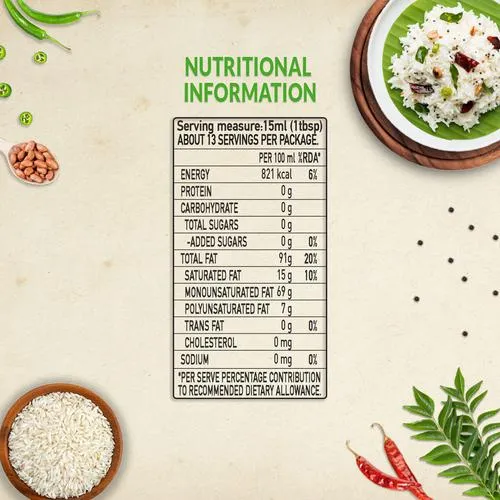 NUTRITIONAL
INFORMATION
Serving measure:15ml (1tbsp)
ABOUT 13 SERVINGS PER PACKAGE.
PER 100 ml %RDA*
ENERGY 821 kcal 6%
PROTEIN 0 g
CARBOHYDRATE 0 g
TOTAL SUGARS 0 g
-ADDED SUGARS 0 g 0%
TOTAL FAT 91g 20%
SATURATED FAT 15 g 10%
MONOUNSATURATED FAT 69 g
POLYUNSATURATED FAT 7 g
TRANS FAT 0 g 0%
CHOLESTEROL 0 mg
SODIUM 0 mg 0%
*PER SERVE PERCENTAGE CONTRIBUTION
TO RECOMMENDED DIETARY ALLOWANCE.